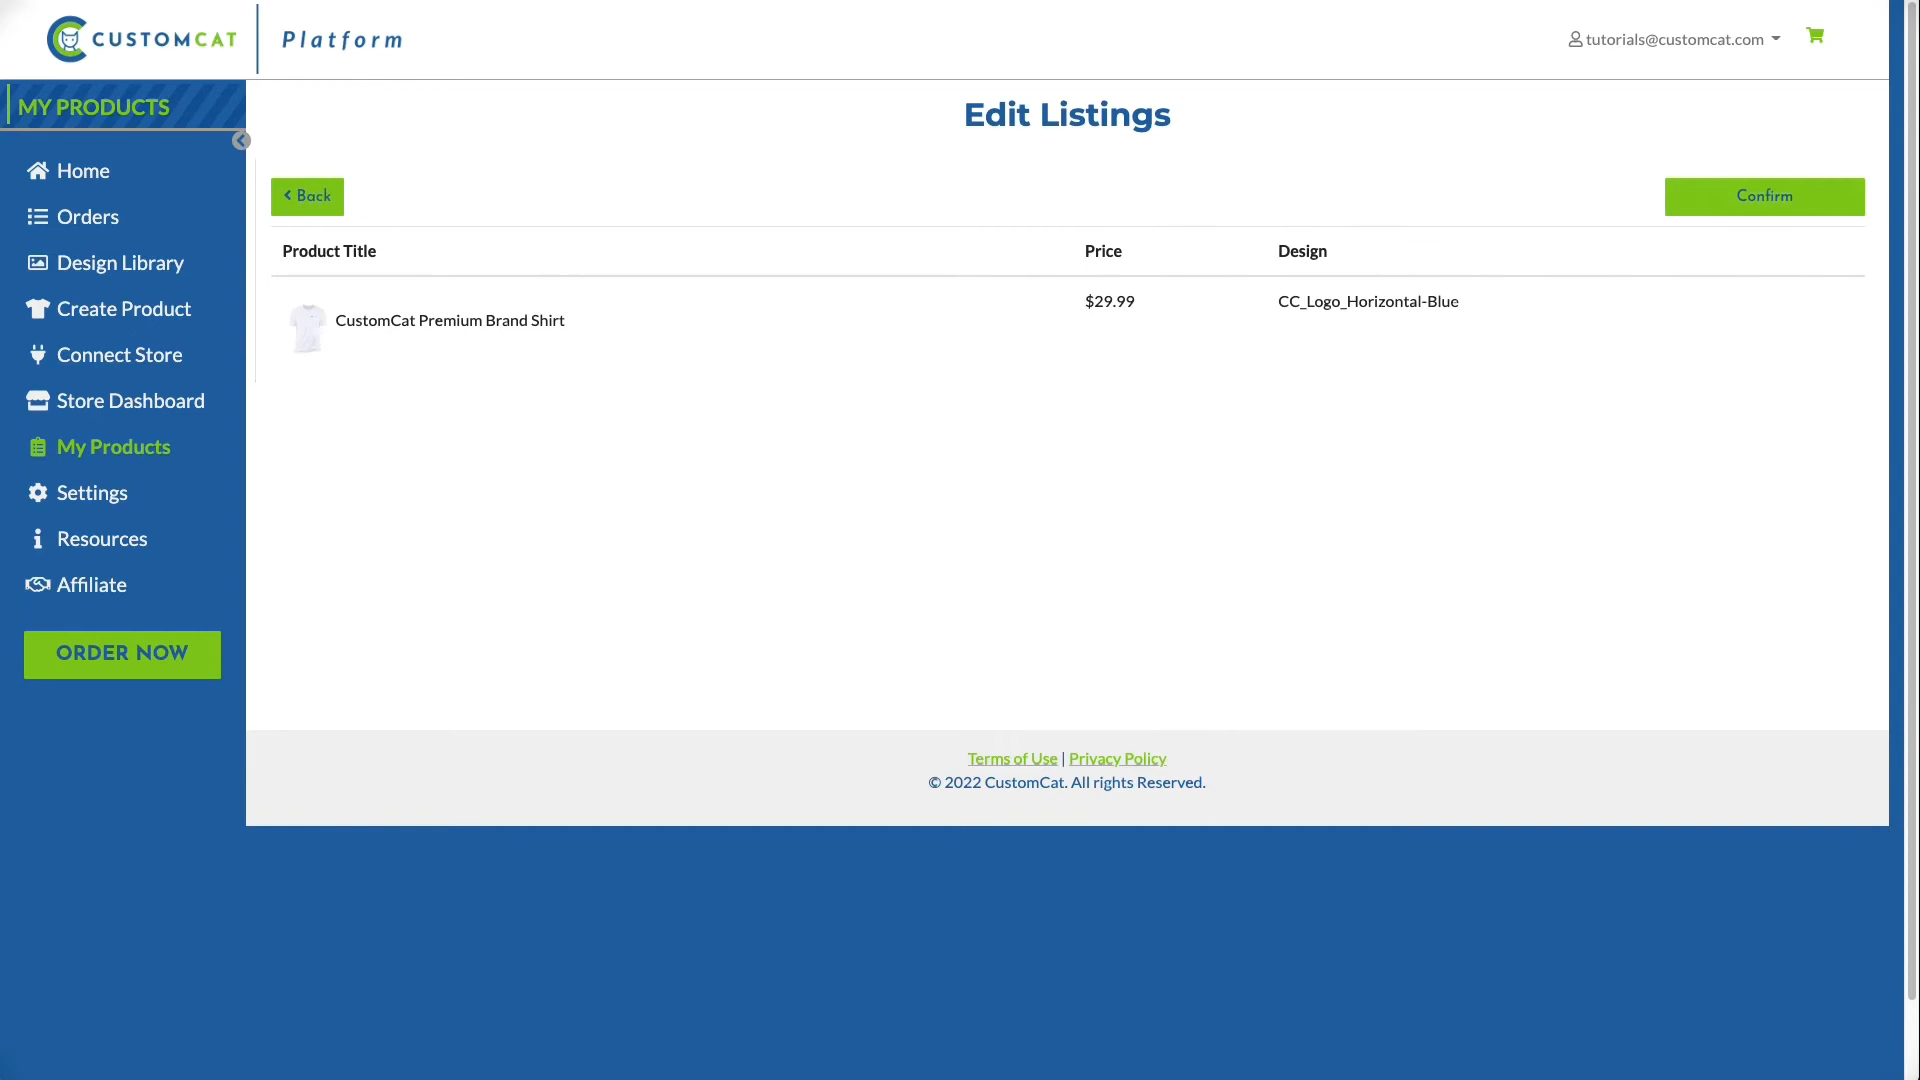 CUSTOMCAT
Platform
tutorials@customcat.com
MY PRODUCTS
Home
Orders
Design Library
Create Product
Connect Store
Store Dashboard
My Products
Settings
Resources
Affiliate
ORDER NOW
Edit Listings
Back
Confirm
Product Title Price Design
CustomCat Premium Brand Shirt $29.99 CC_Logo_Horizontal-Blue
Terms of Use | Privacy Policy
© 2022 CustomCat. All rights Reserved.